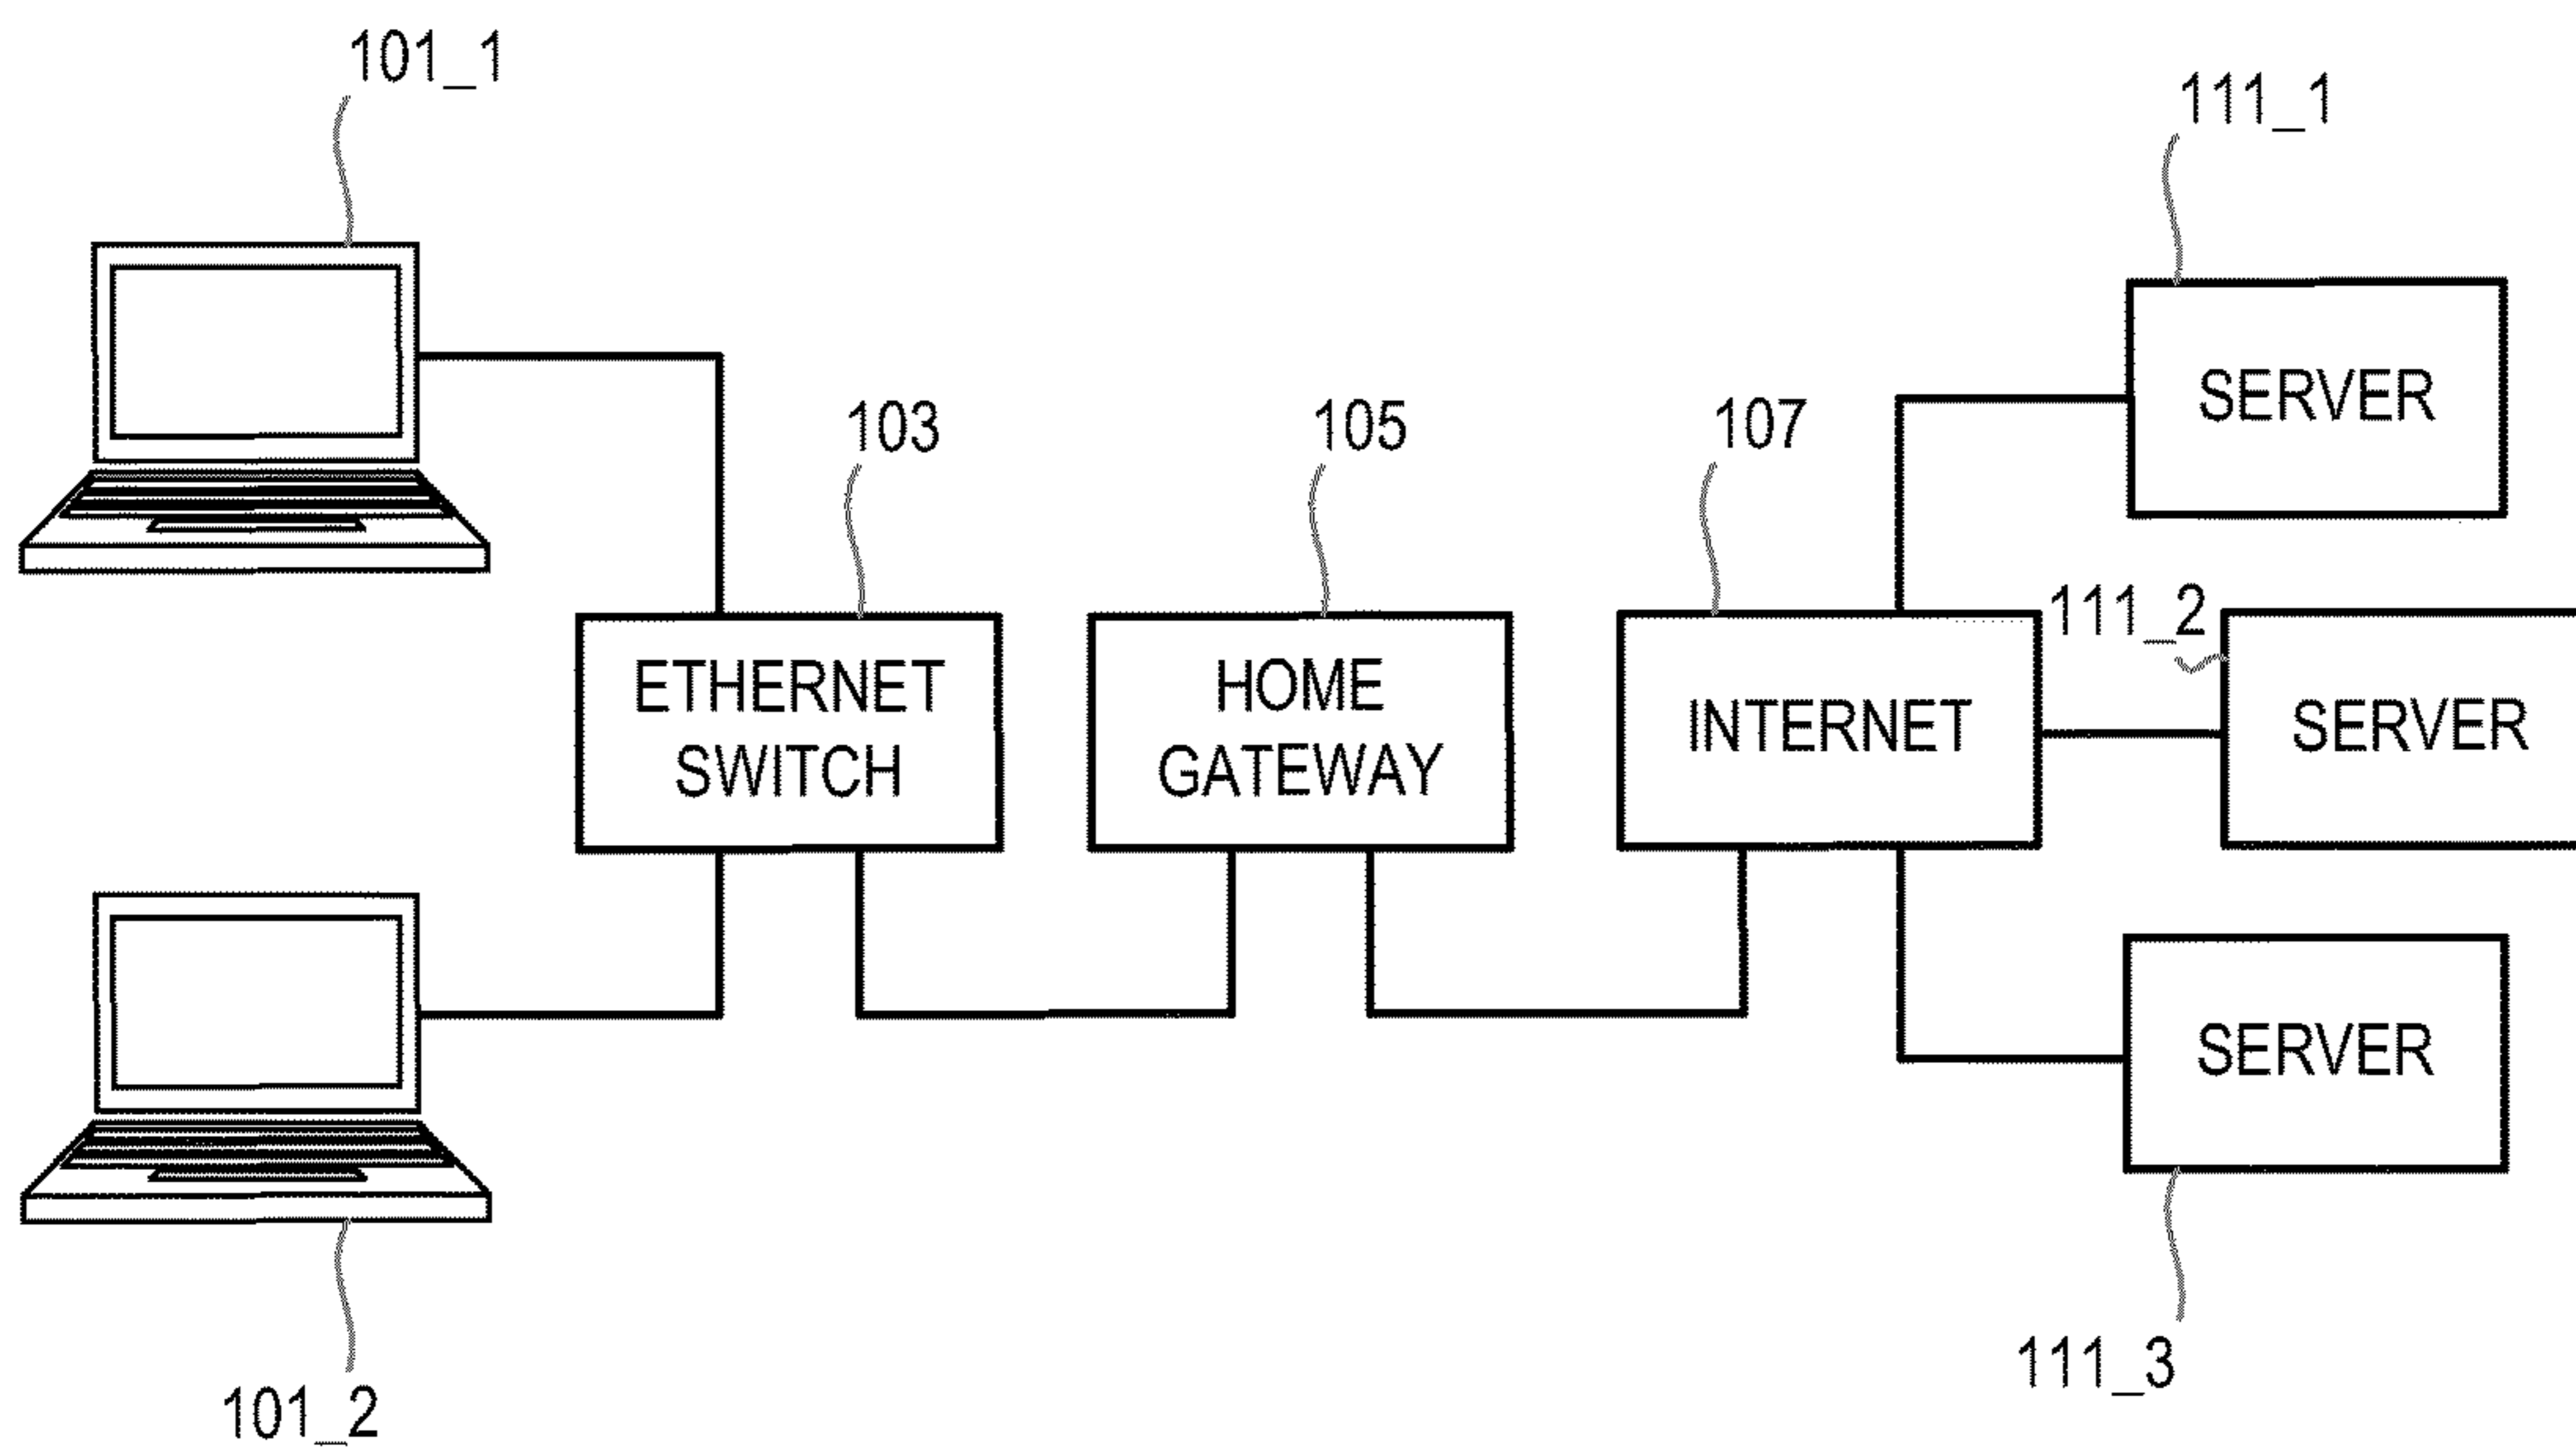 101_1
111_1
SERVER
103
105
107
111_2
ETHERNET
SWITCH
HOME
GATEWAY
INTERNET
SERVER
SERVER
111_3
101_2